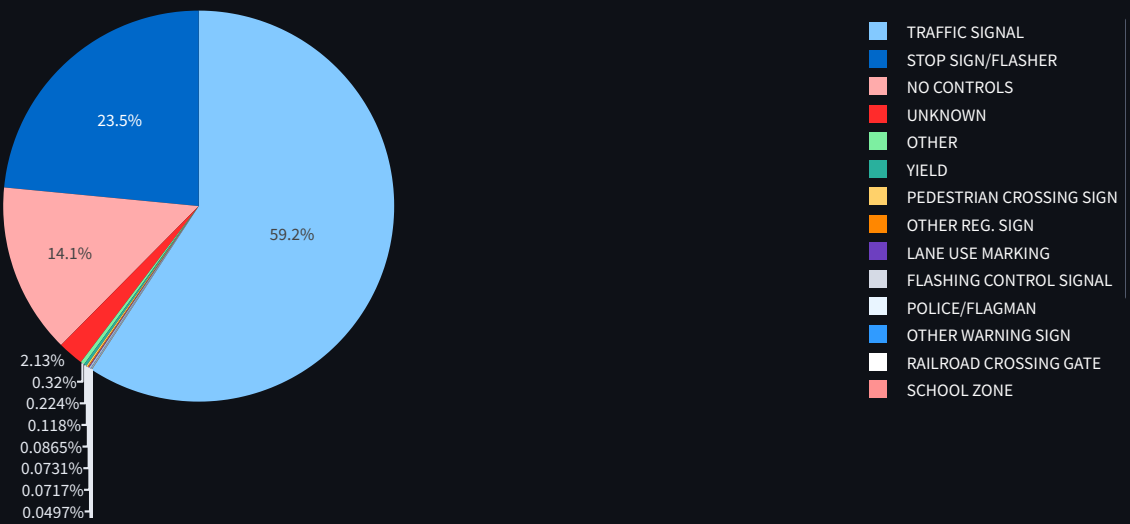 23.5%
59.2%
14.1%
2.13%
0.32%
0.224%
0.118%
0.0865%
0.0731%
0.0717%
0.0497%
TRAFFIC SIGNAL
STOP SIGN/FLASHER
NO CONTROLS
UNKNOWN
OTHER
YIELD
PEDESTRIAN CROSSING SIGN
OTHER REG. SIGN
LANE USE MARKING
FLASHING CONTROL SIGNAL
POLICE/FLAGMAN
OTHER WARNING SIGN
RAILROAD CROSSING GATE
SCHOOL ZONE